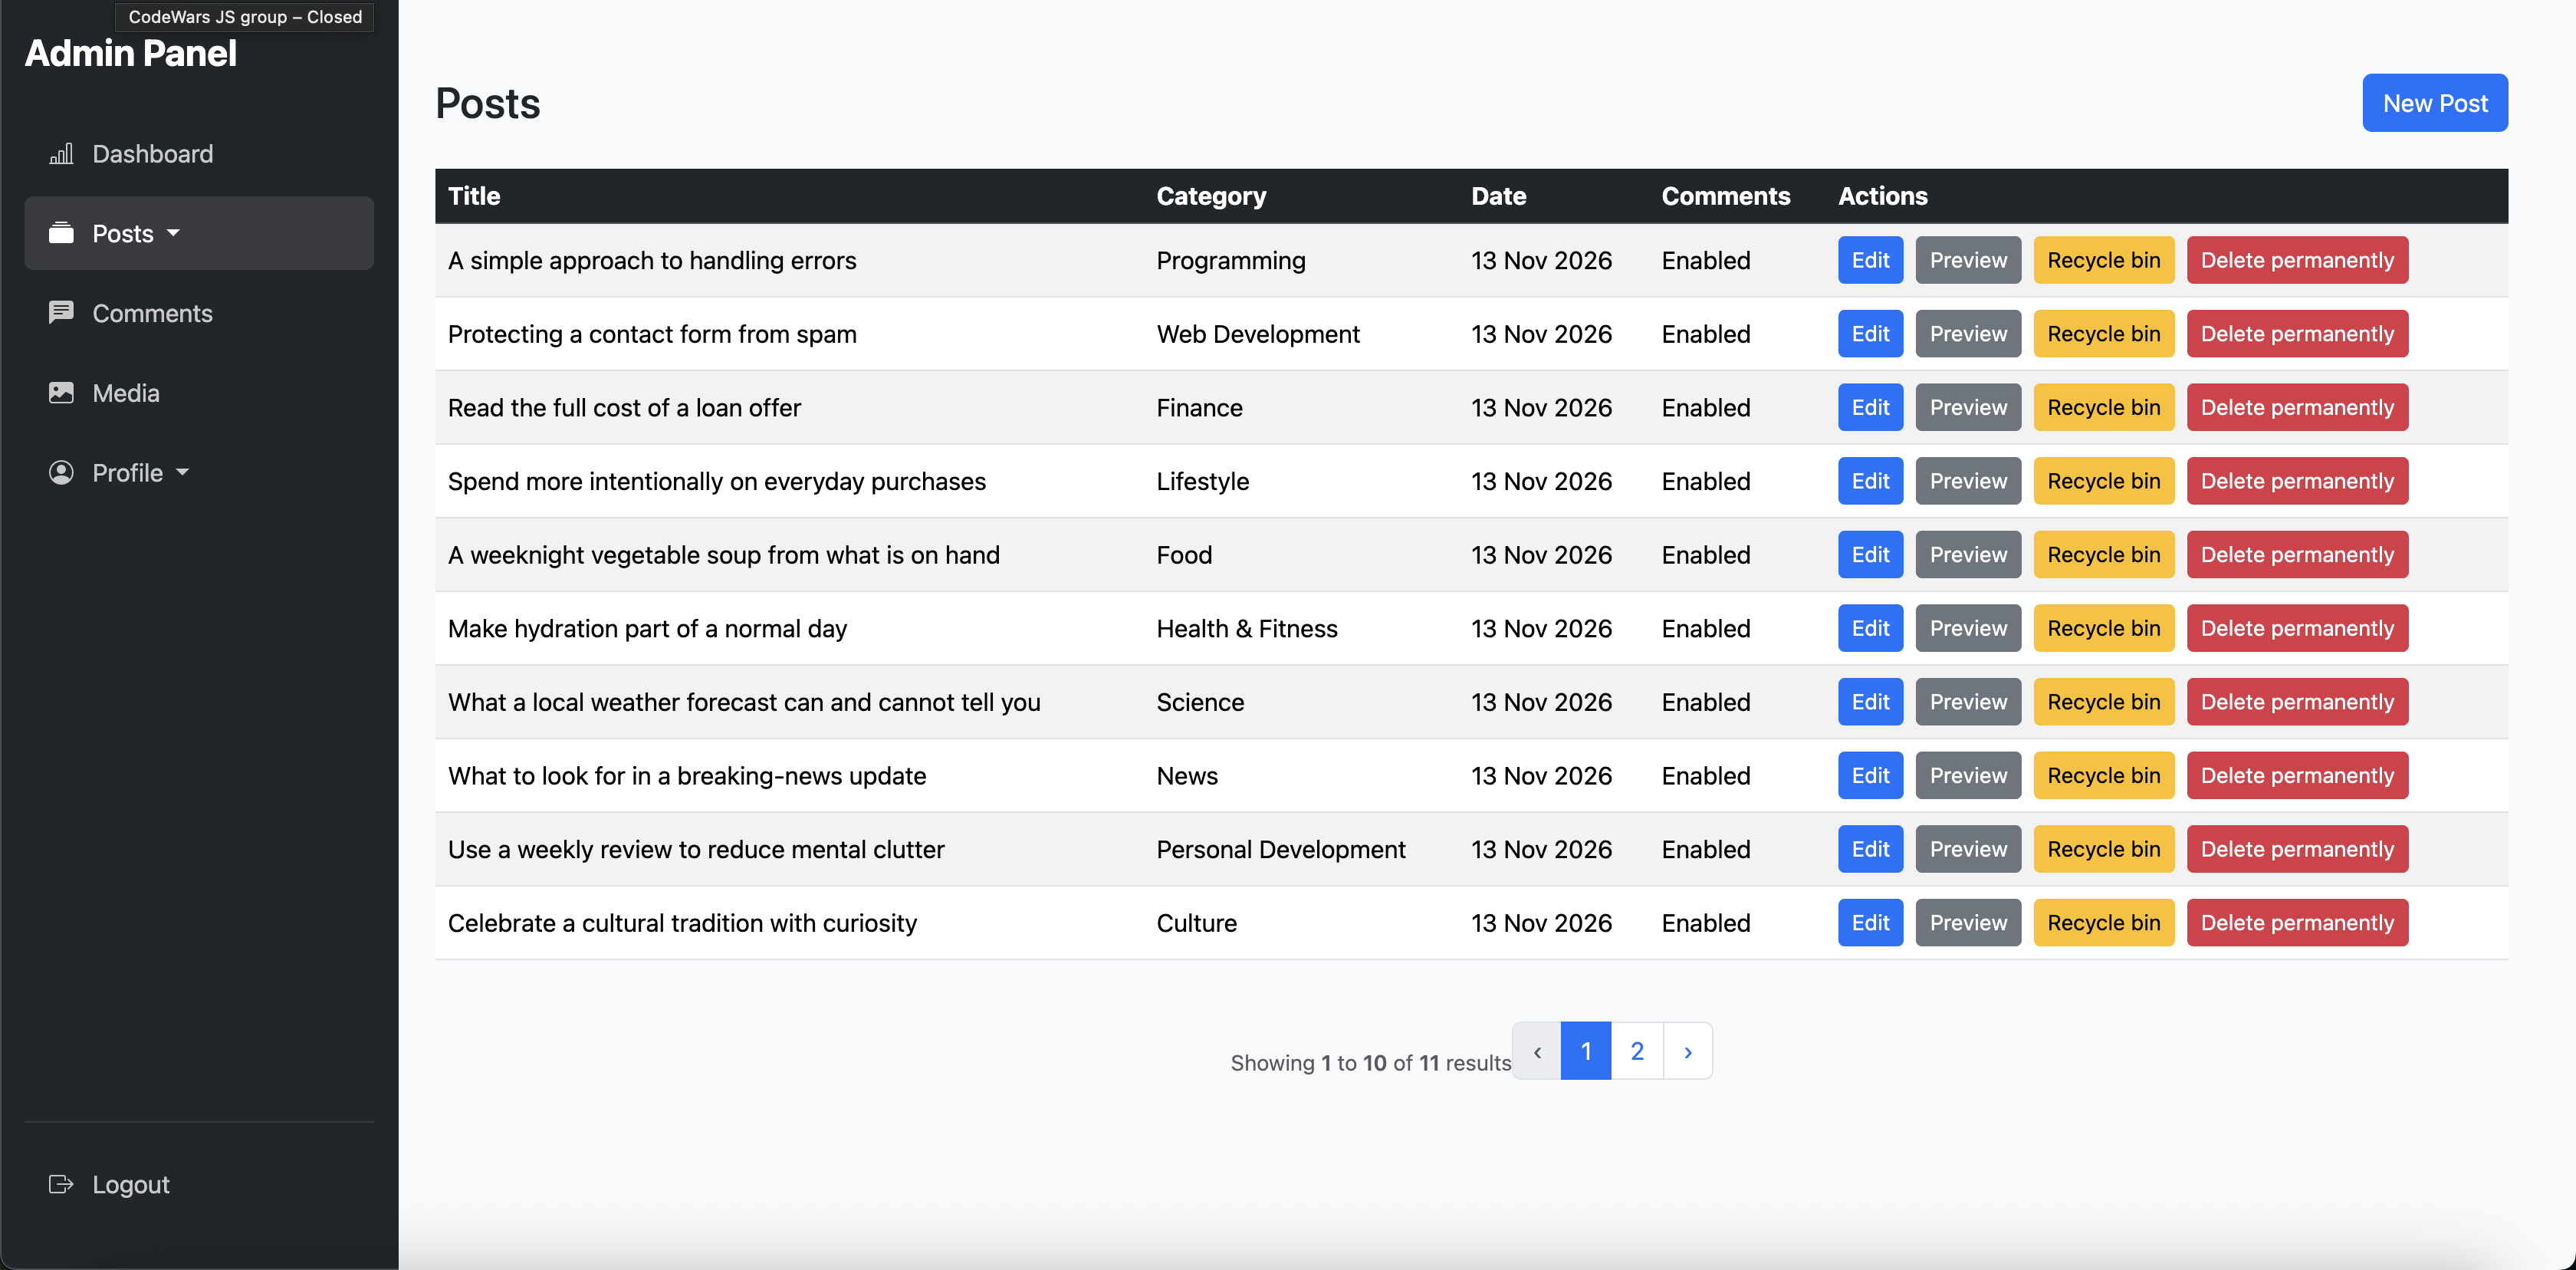 CodeWars JS group – Closed
Admin Panel
Dashboard
Posts
Comments
Media
Profile
Logout
Posts
New Post
Title Category Date Comments Actions
A simple approach to handling errors Programming 13 Nov 2026 Enabled Edit Preview Recycle bin Delete permanently
Protecting a contact form from spam Web Development 13 Nov 2026 Enabled Edit Preview Recycle bin Delete permanently
Read the full cost of a loan offer Finance 13 Nov 2026 Enabled Edit Preview Recycle bin Delete permanently
Spend more intentionally on everyday purchases Lifestyle 13 Nov 2026 Enabled Edit Preview Recycle bin Delete permanently
A weeknight vegetable soup from what is on hand Food 13 Nov 2026 Enabled Edit Preview Recycle bin Delete permanently
Make hydration part of a normal day Health & Fitness 13 Nov 2026 Enabled Edit Preview Recycle bin Delete permanently
What a local weather forecast can and cannot tell you Science 13 Nov 2026 Enabled Edit Preview Recycle bin Delete permanently
What to look for in a breaking-news update News 13 Nov 2026 Enabled Edit Preview Recycle bin Delete permanently
Use a weekly review to reduce mental clutter Personal Development 13 Nov 2026 Enabled Edit Preview Recycle bin Delete permanently
Celebrate a cultural tradition with curiosity Culture 13 Nov 2026 Enabled Edit Preview Recycle bin Delete permanently
Showing 1 to 10 of 11 results ‹ 1 2 ›